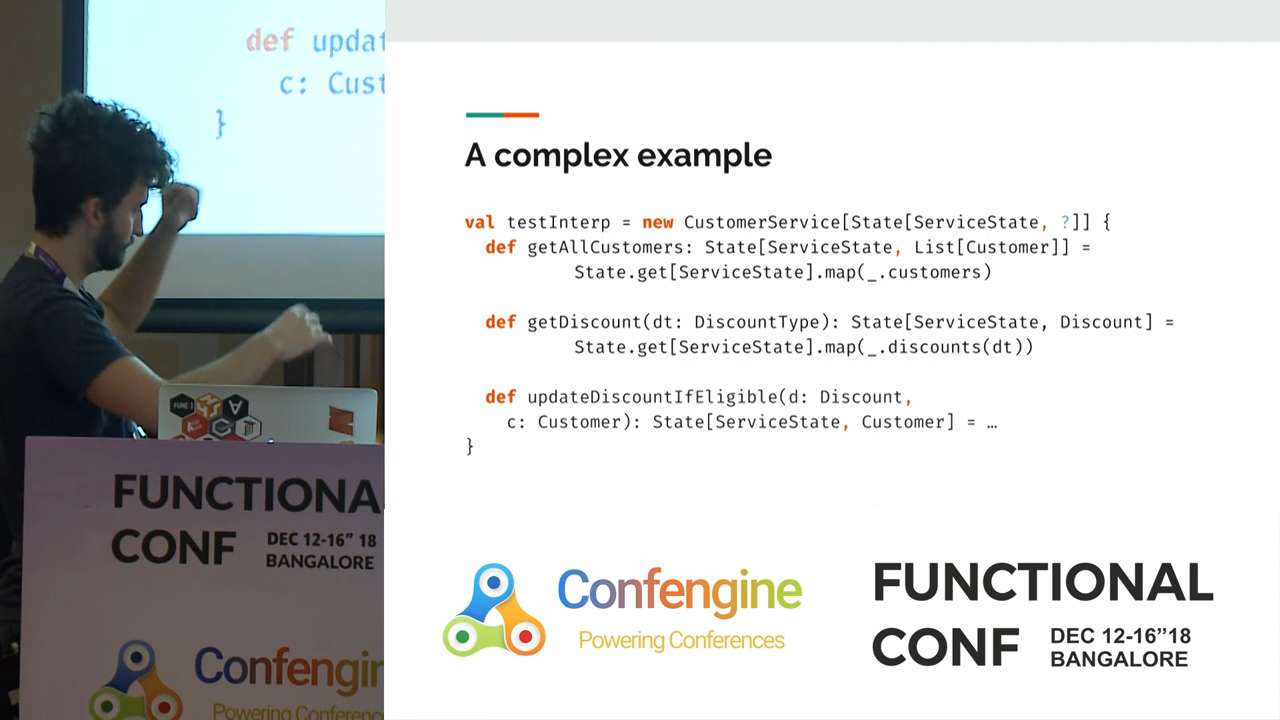 def updat
c: Cust
}
A complex example
val testInterp = new CustomerService[State[ServiceState, ?]] {
def getAllCustomers: State[ServiceState, List[Customer]] =
State.get[ServiceState].map(_.customers)
def getDiscount(dt: DiscountType): State[ServiceState, Discount] =
State.get[ServiceState].map(_.discounts(dt))
def updateDiscountIfEligible(d: Discount,
c: Customer): State[ServiceState, Customer] = …
}
FUNCTIONA
CONF
DEC 12-16" 18
BANGALORE
Confengin
Powering Conferenc
Confengine
Powering Conferences
FUNCTIONAL
CONF
DEC 12-16”18
BANGALORE